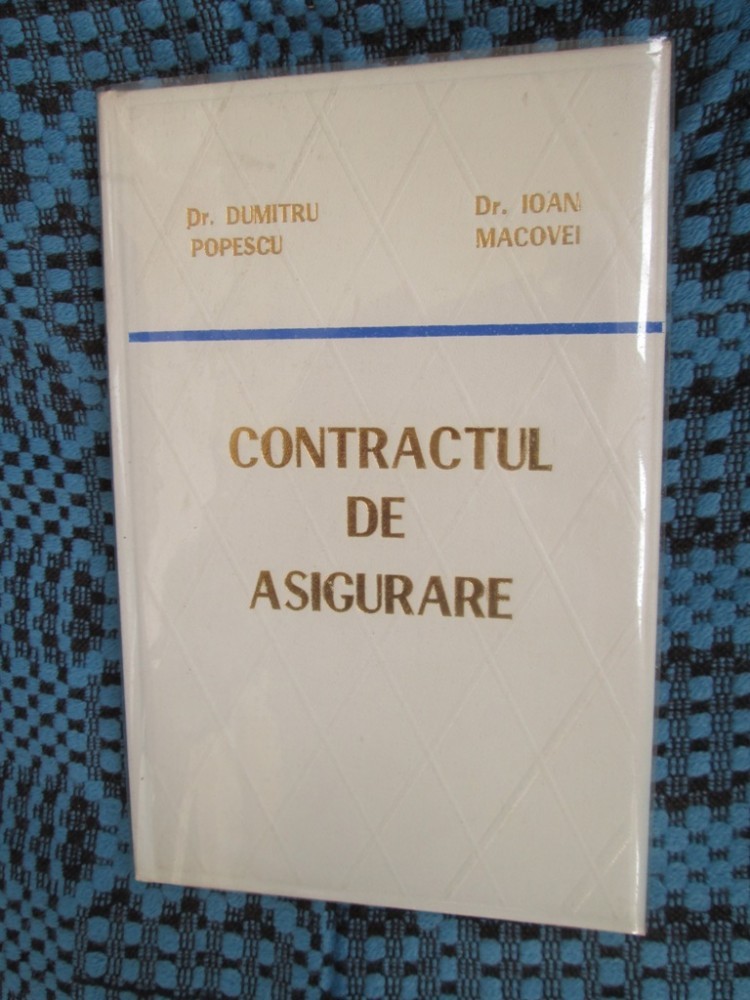 Dr. DUMITRU
POPESCU
Dr. IOAN
MACOVEI
CONTRACTUL
DE
ASIGURARE